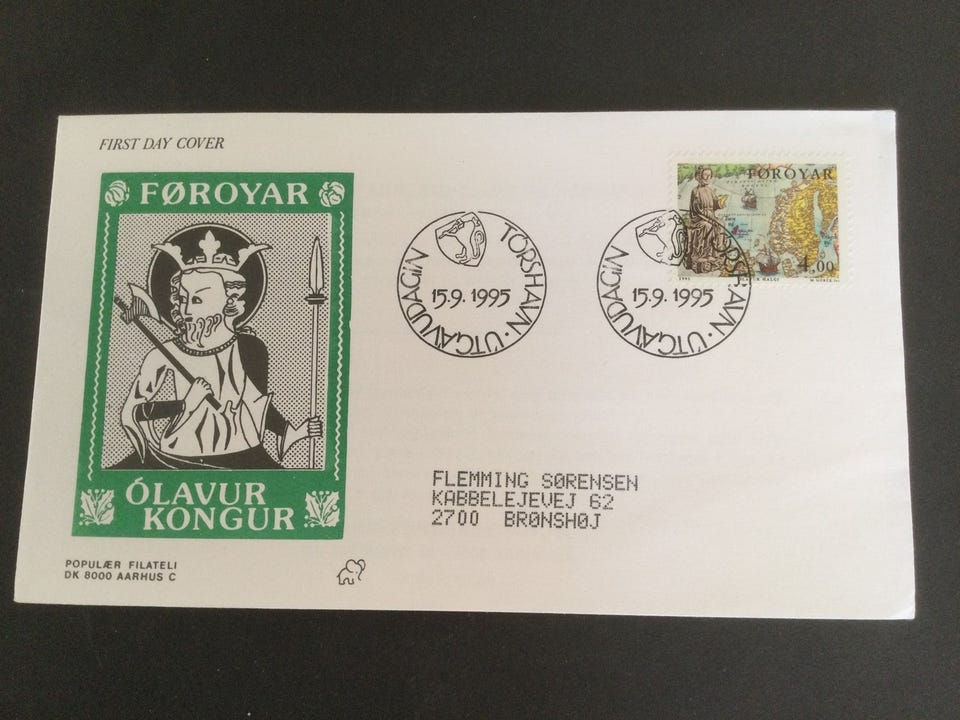 FIRST DAY COVER
FØROYAR
ÓLAVUR
KONGUR
POPULÆR FILATELI
DK 8000 AARHUS C
ÚTGÁVUDAGIN
TÓRSHAVN ·
15.9. 1995
ÚTGÁVUDAGIN
TÓRSHAVN ·
15.9. 1995
FØROYAR
4,00
1995
FLEMMING SØRENSEN
KABBELEJEVEJ 62
2700 BRØNSHØJ